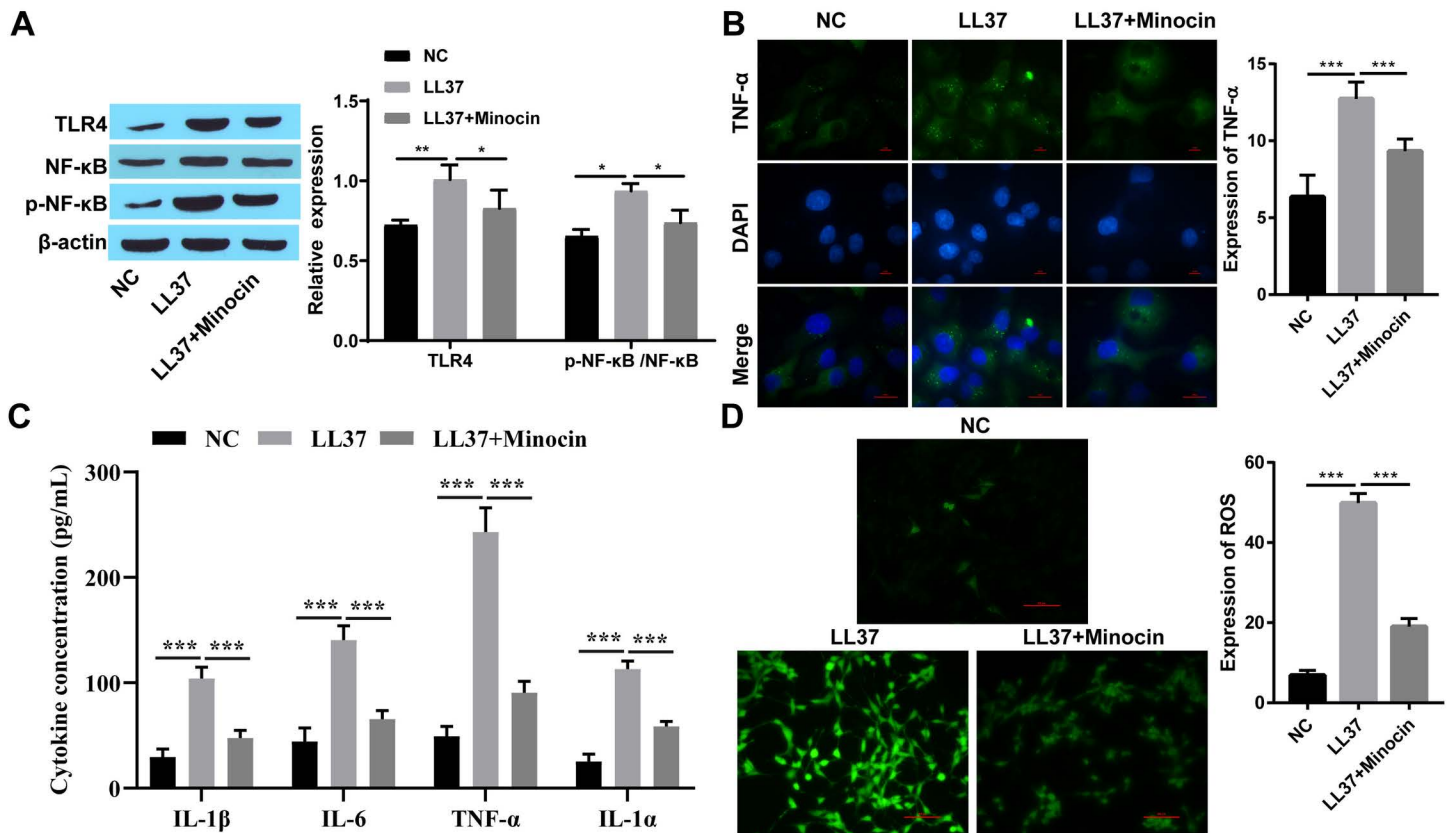 A
TLR4
NF-κB
p-NF-κB
β-actin
NC
LL37
LL37+Minocin
NC
LL37
LL37+Minocin
Relative expression
1.5
1.0
0.5
0.0
**
*
*
*
TLR4
p-NF-κB /NF-κB
B
NC
LL37
LL37+Minocin
TNF-α
DAPI
Merge
Expression of TNF-α
15
10
5
0
***
***
NC
LL37
LL37+Minocin
C
NC
LL37
LL37+Minocin
Cytokine concentration (pg/mL)
300
200
100
0
***
***
***
***
***
***
***
***
IL-1β
IL-6
TNF-α
IL-1α
D
NC
LL37
LL37+Minocin
Expression of ROS
60
40
20
0
***
***
NC
LL37
LL37+Minocin